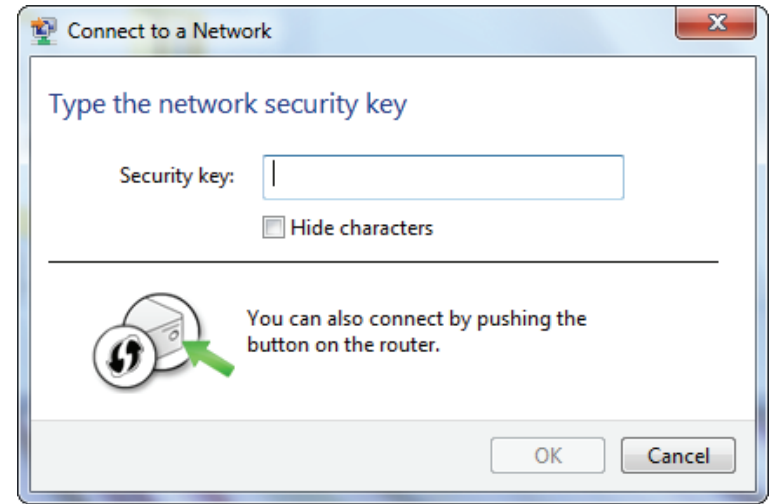 Connect to a Network
Type the network security key
Security key:
Hide characters
You can also connect by pushing the
button on the router.
OK
Cancel